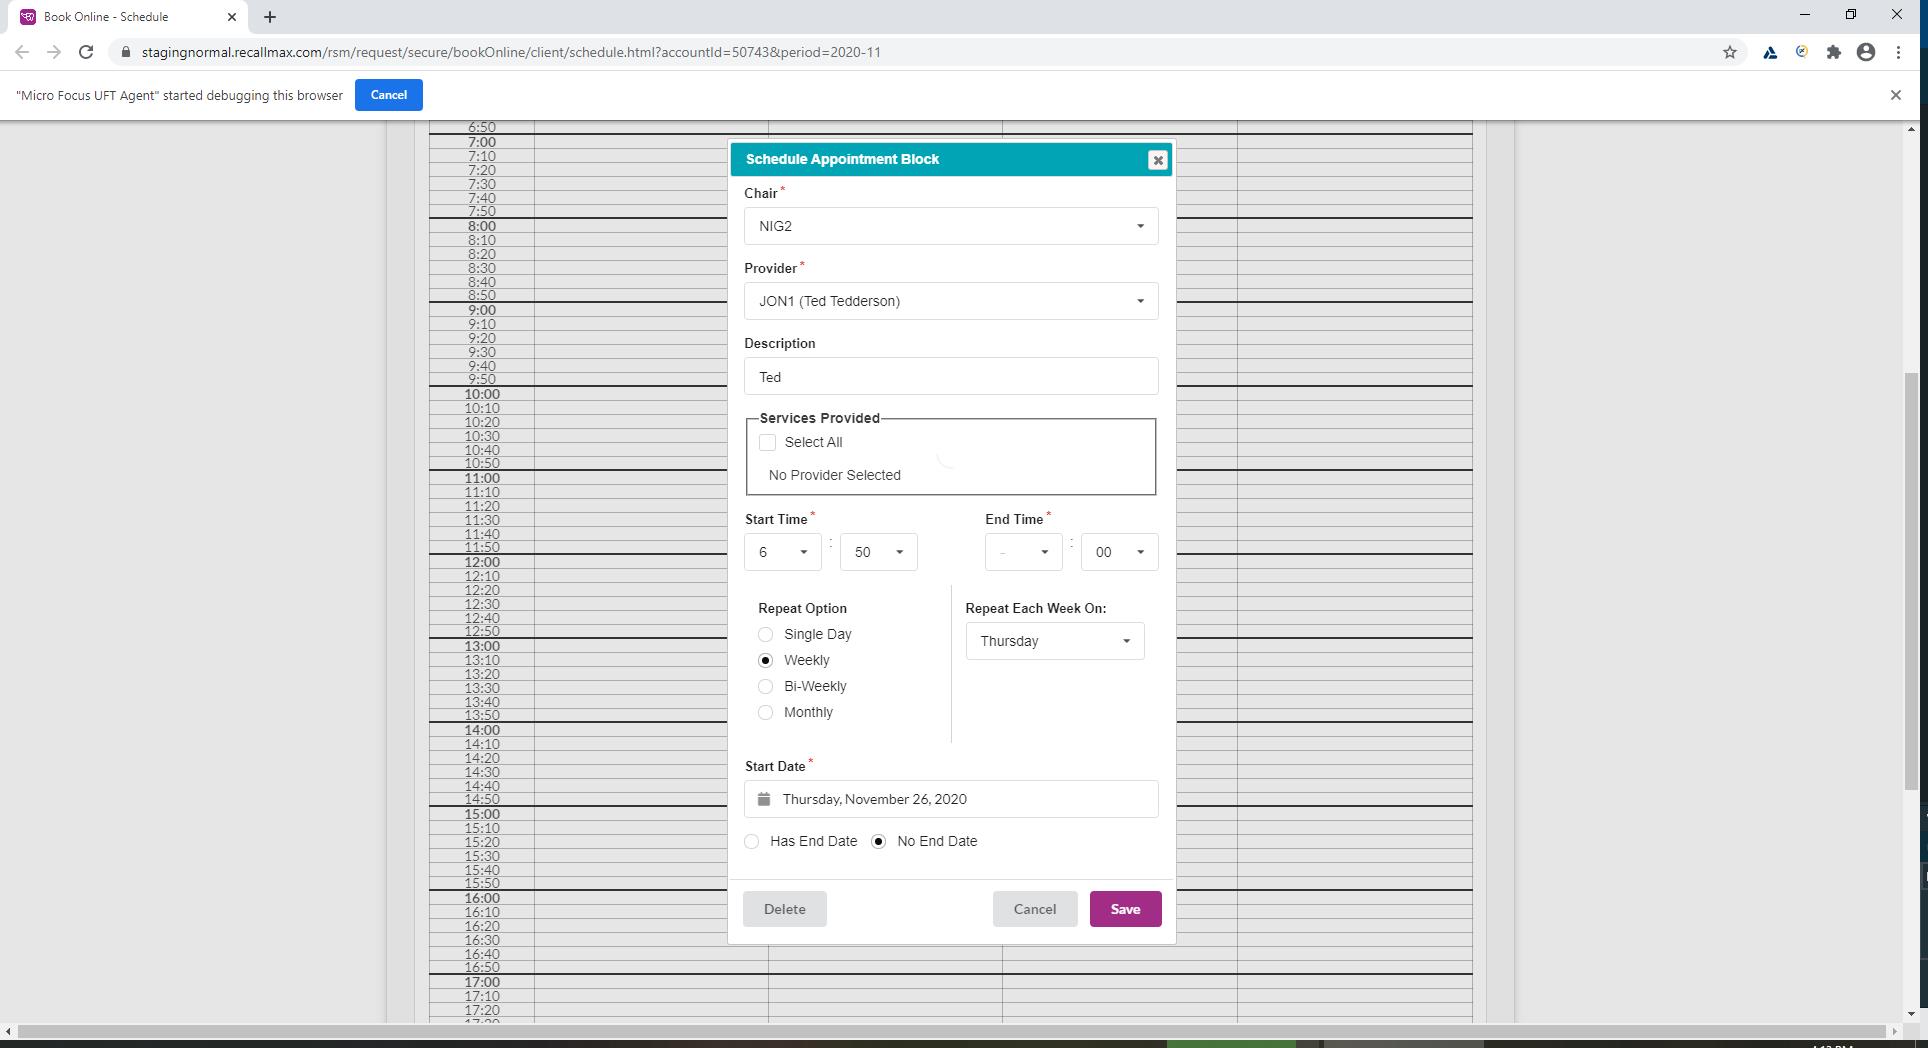 Book Online - Schedule
stagingnormal.recallmax.com/rsm/request/secure/bookOnline/client/schedule.html?accountId=50743&period=2020-11
"Micro Focus UFT Agent" started debugging this browser
Cancel
6:50
7:00
7:10
7:20
7:30
7:40
7:50
8:00
8:10
8:20
8:30
8:40
8:50
9:00
9:10
9:20
9:30
9:40
9:50
10:00
10:10
10:20
10:30
10:40
10:50
11:00
11:10
11:20
11:30
11:40
11:50
12:00
12:10
12:20
12:30
12:40
12:50
13:00
13:10
13:20
13:30
13:40
13:50
14:00
14:10
14:20
14:30
14:40
14:50
15:00
15:10
15:20
15:30
15:40
15:50
16:00
16:10
16:20
16:30
16:40
16:50
17:00
17:10
17:20
Schedule Appointment Block
Chair*
NIG2
Provider*
JON1 (Ted Tedderson)
Description
Ted
Services Provided
Select All
No Provider Selected
Start Time* End Time*
6 : 50 - : 00
Repeat Option Repeat Each Week On:
Single Day
Thursday
Weekly
Bi-Weekly
Monthly
Start Date*
Thursday, November 26, 2020
Has End Date No End Date
Delete Cancel Save